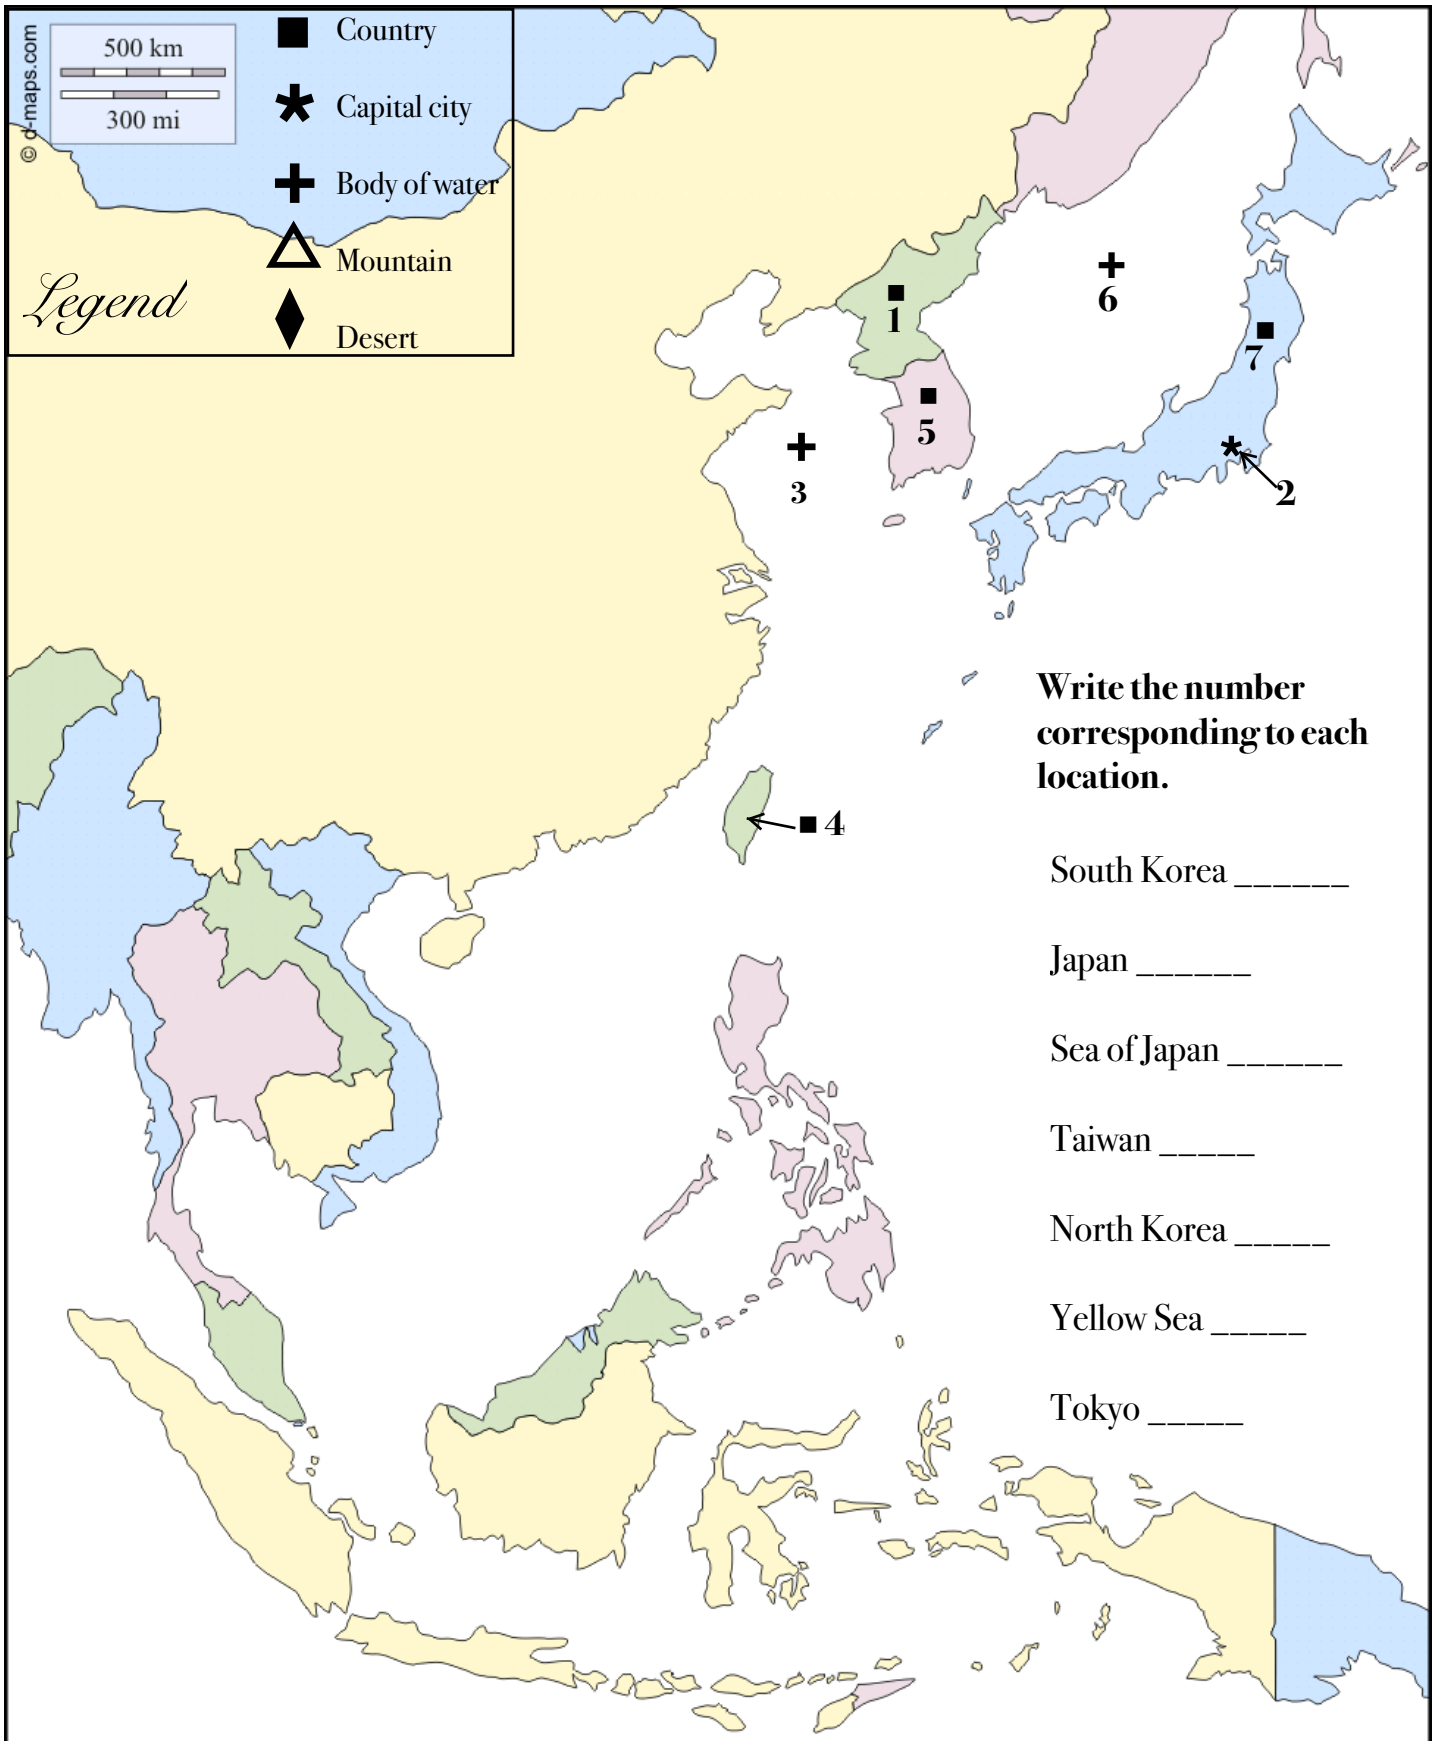 © d-maps.com
500 km
300 mi
Country
Capital city
Body of water
Mountain
Desert
Legend
6
1
7
5
3
2
Write the number
corresponding to each
location.
4
South Korea ______
Japan ______
Sea of Japan ______
Taiwan _____
North Korea _____
Yellow Sea _____
Tokyo _____